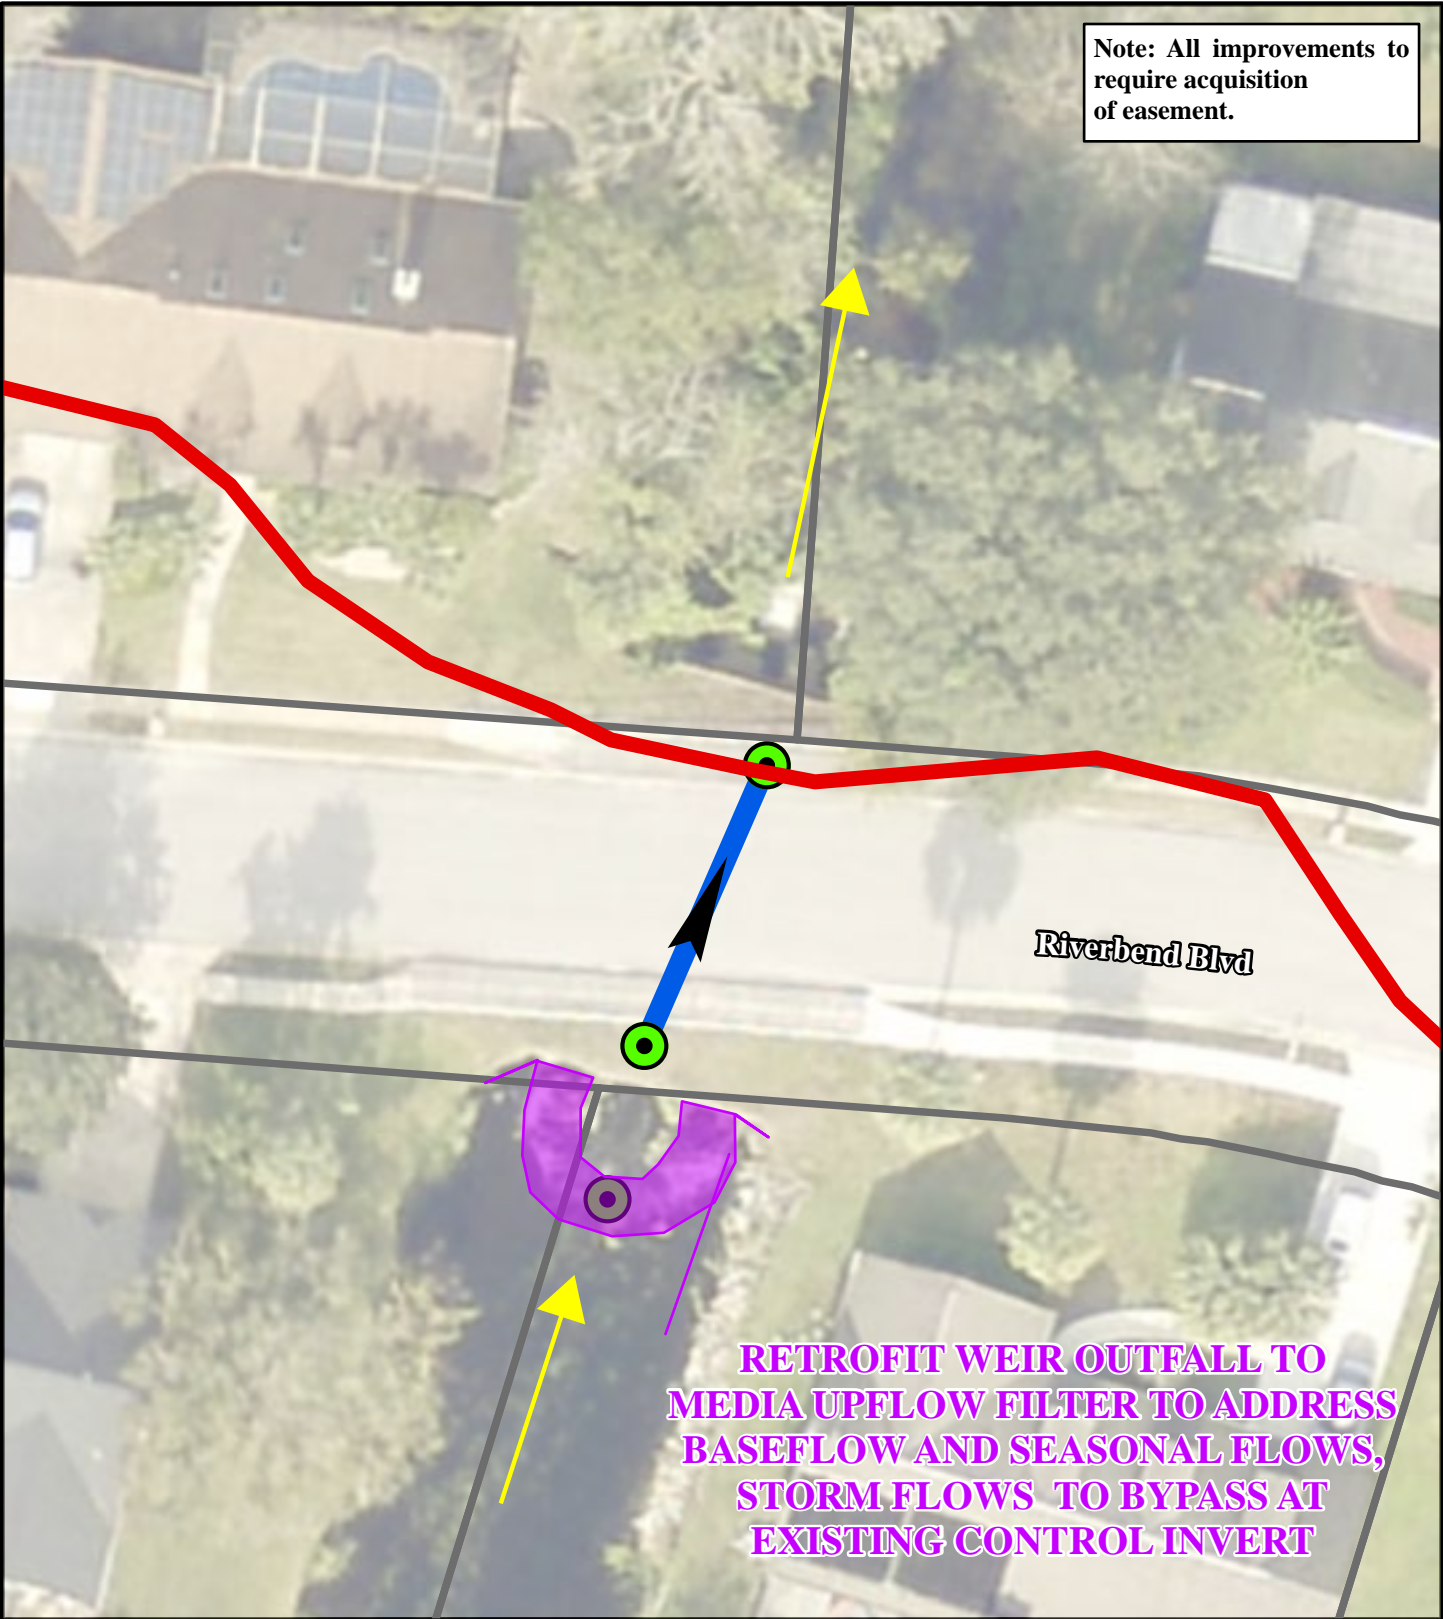 Note: All improvements to
require acquisition
of easement.
Riverbend Blvd
RETROFIT WEIR OUTFALL TO
MEDIA UPFLOW FILTER TO ADDRESS
BASEFLOW AND SEASONAL FLOWS,
STORM FLOWS TO BYPASS AT
EXISTING CONTROL INVERT